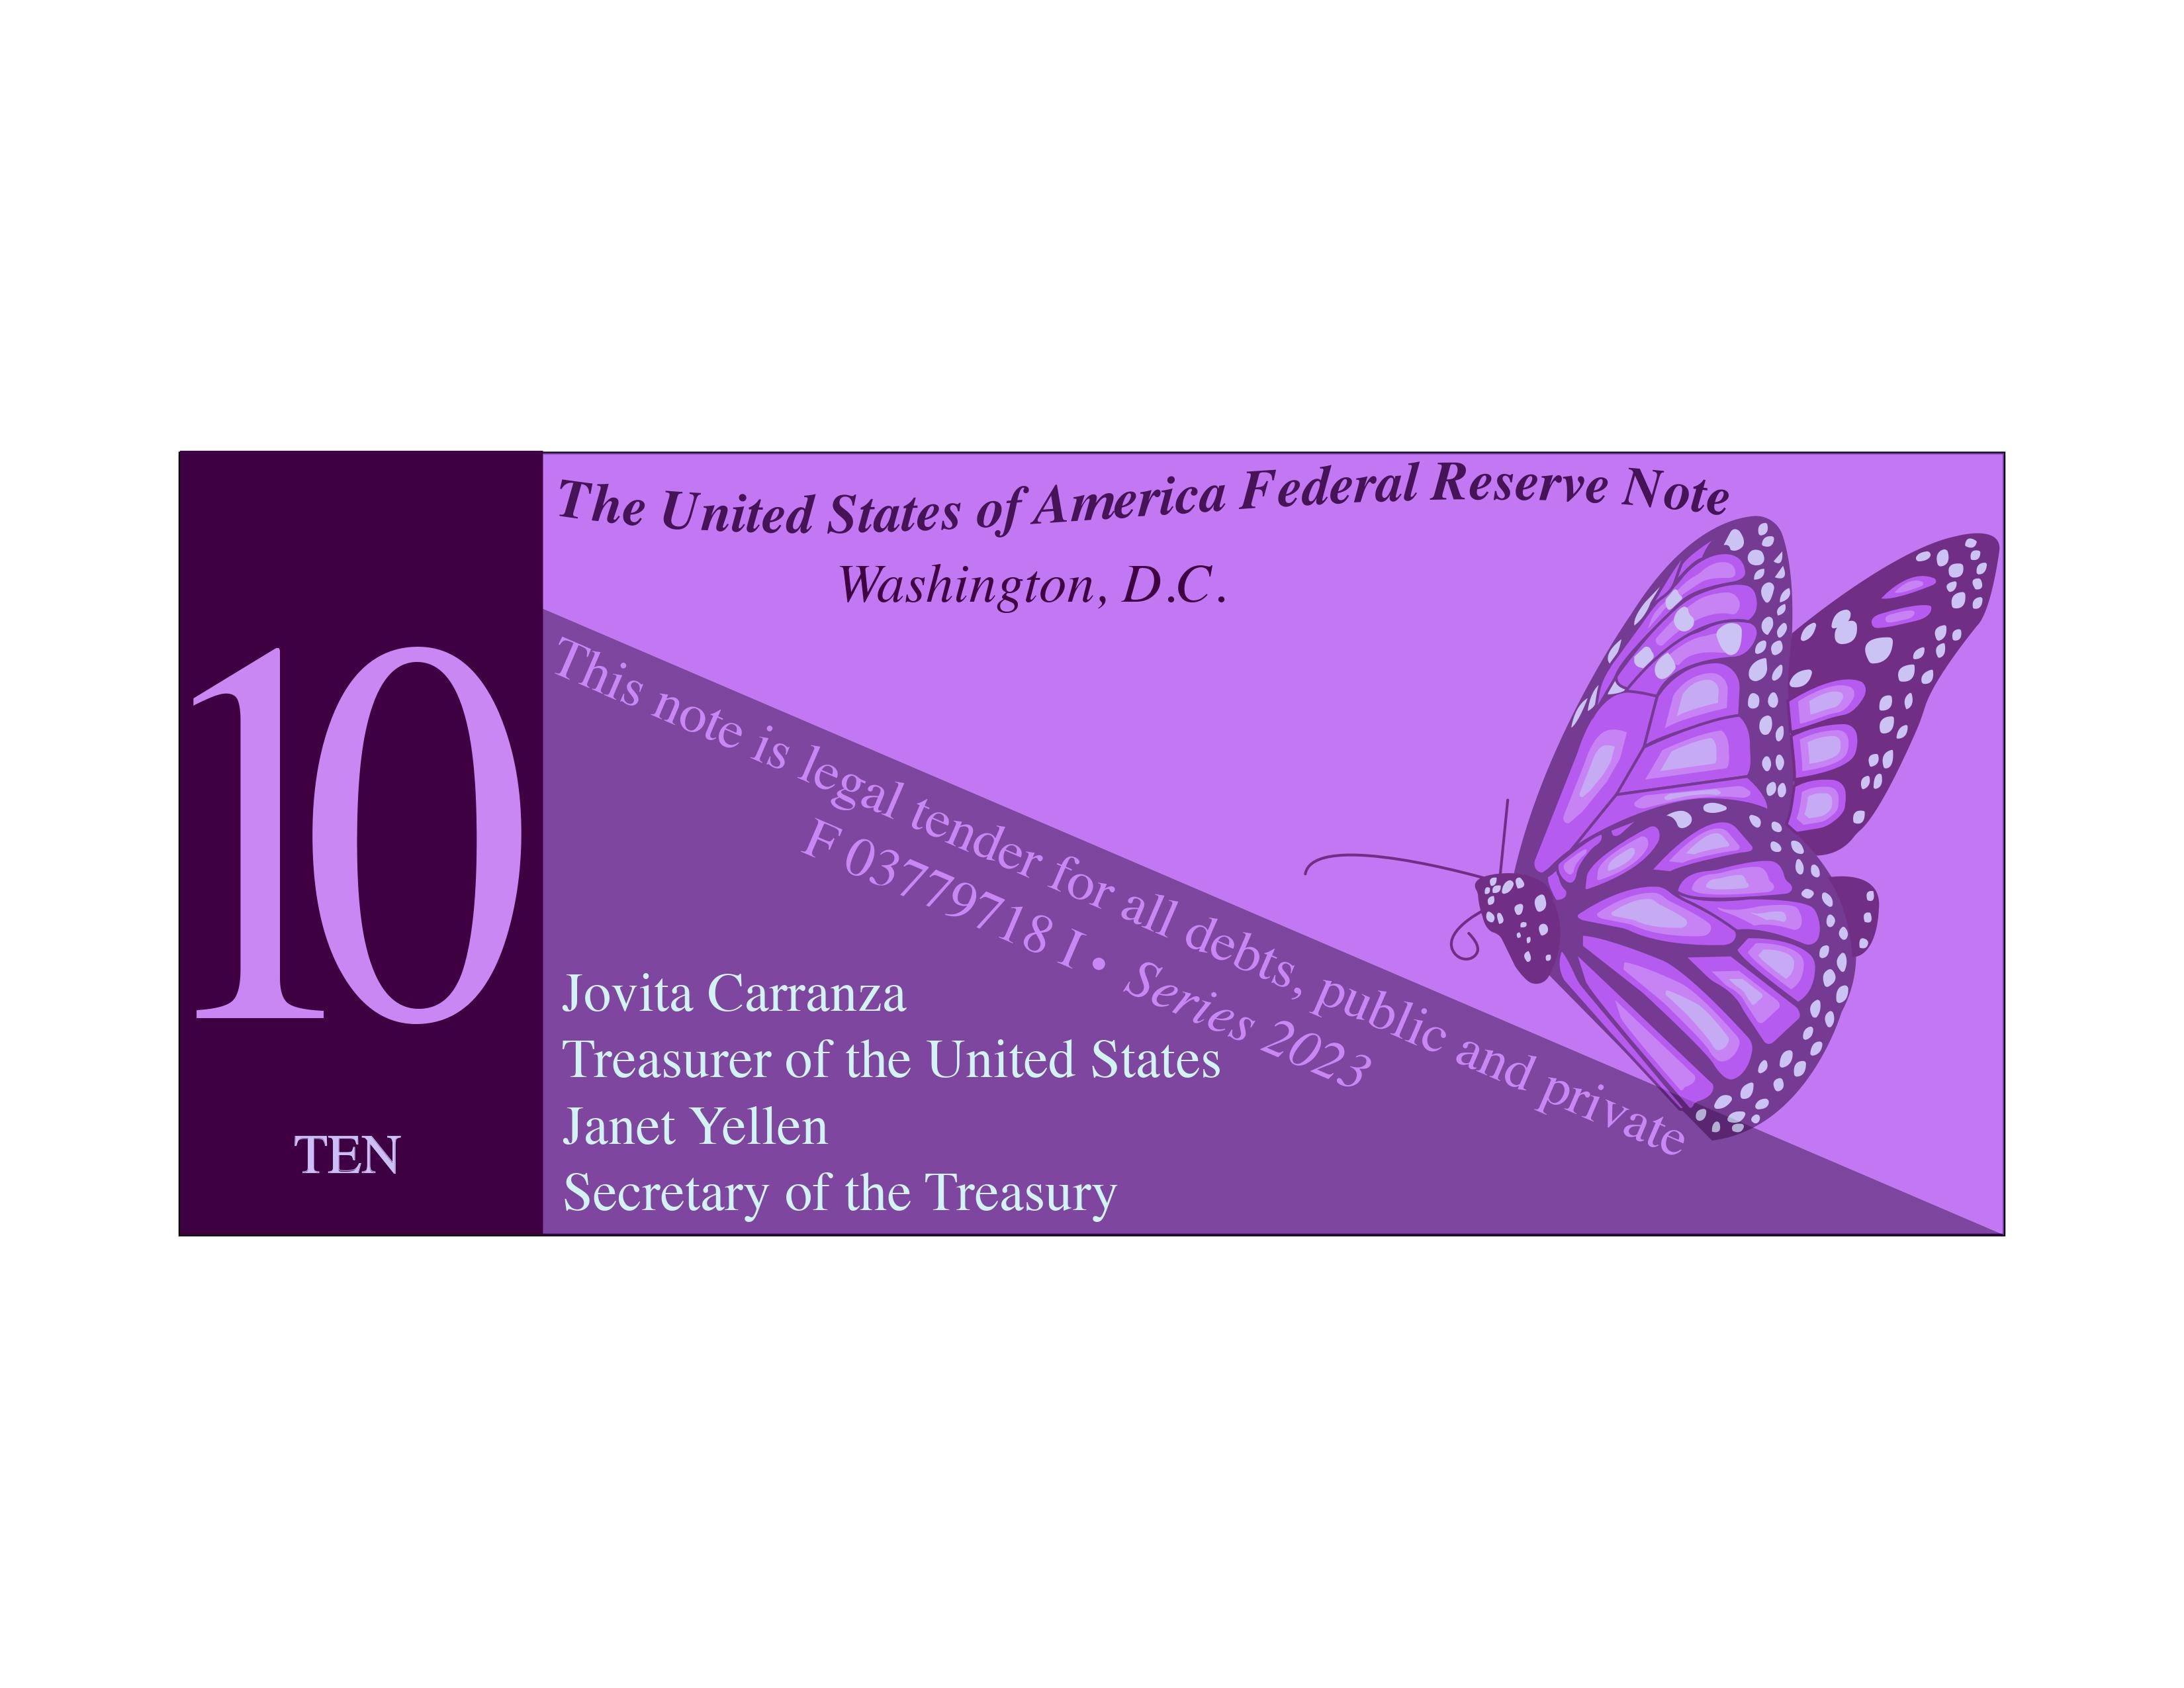 The United States of America Federal Reserve Note
Washington, D.C.
10
TEN
This note is legal tender for all debts, public and private
F 03779718 I • Series 2023
Jovita Carranza
Treasurer of the United States
Janet Yellen
Secretary of the Treasury